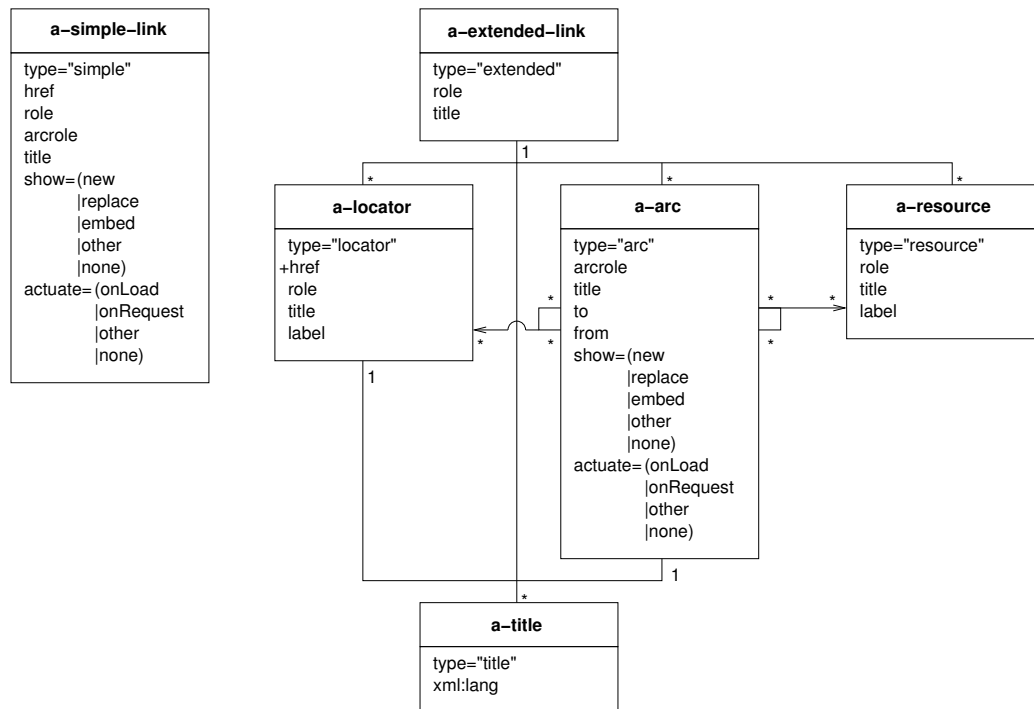 a−simple−link
type="simple"
href
role
arcrole
title
show=(new
|replace
|embed
|other
|none)
actuate=(onLoad
|onRequest
|other
|none)
a−extended−link
type="extended"
role
title
1
* * *
a−locator
type="locator"
+href
role
title
label
a−arc
type="arc"
arcrole
title
to
from
show=(new
|replace
|embed
|other
|none)
actuate=(onLoad
|onRequest
|other
|none)
a−resource
type="resource"
role
title
label
* * *
* * *
1
1
*
a−title
type="title"
xml:lang